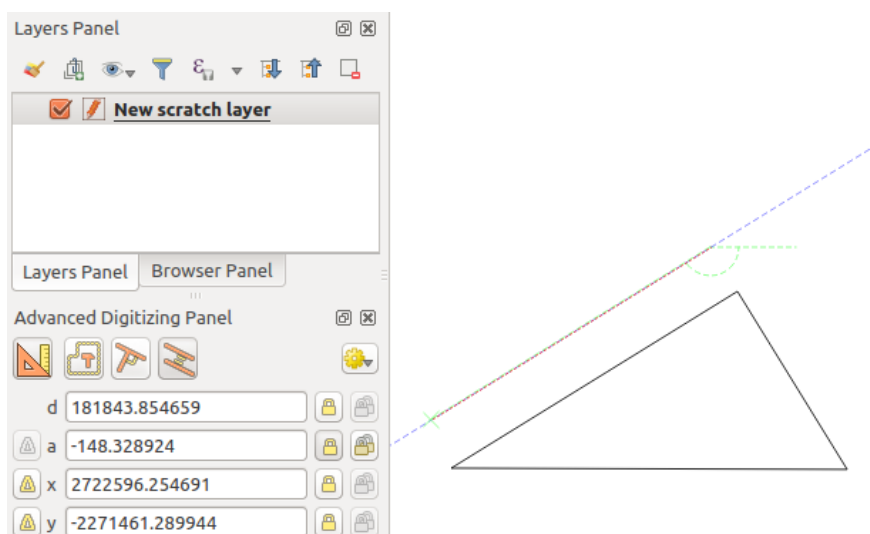 Layers Panel
New scratch layer
Layers Panel
Browser Panel
Advanced Digitizing Panel
d 181843.854659
a -148.328924
x 2722596.254691
y -2271461.289944